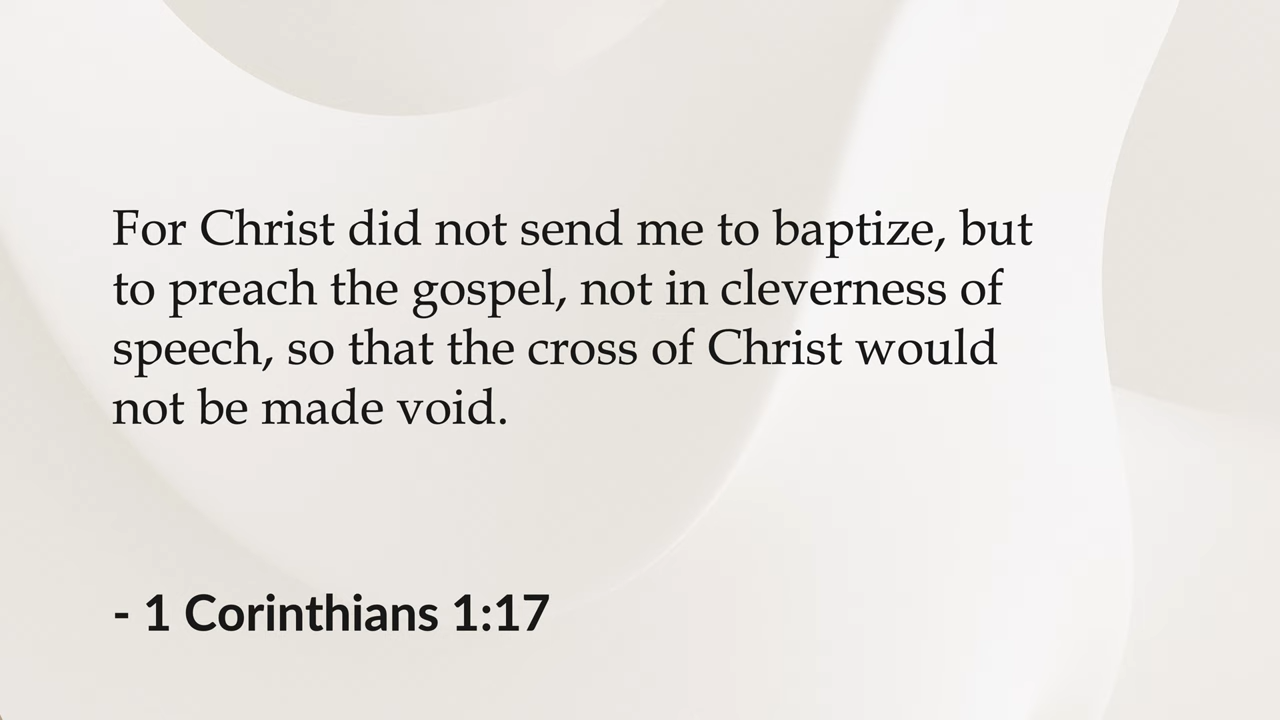 For Christ did not send me to baptize, but
to preach the gospel, not in cleverness of
speech, so that the cross of Christ would
not be made void.
- 1 Corinthians 1:17